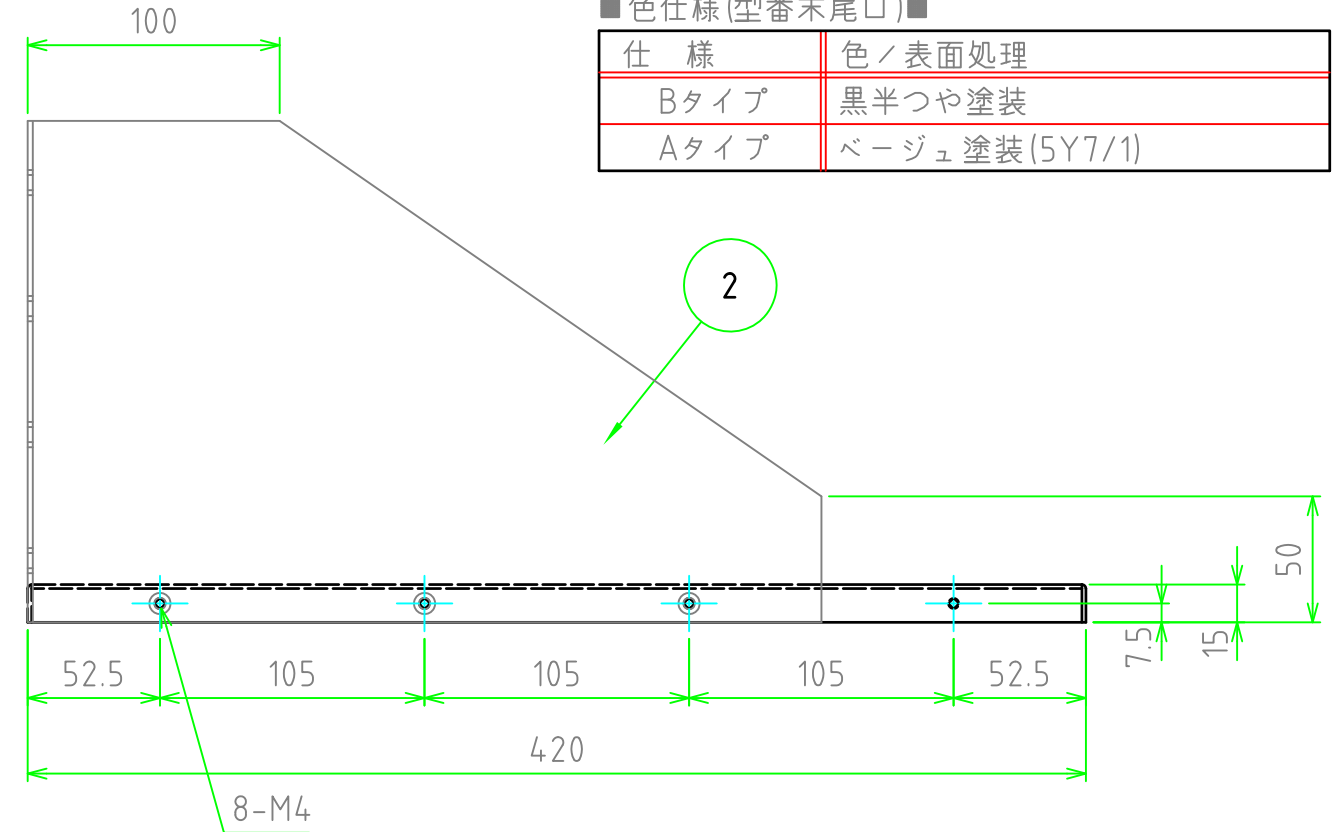 ■色仕様(型番末尾□)■
100
仕 様 色/表面処理
Bタイプ 黒半つや塗装
Aタイプ ベージュ塗装(5Y7/1)
2
50
7.5
15
52.5 105 105 105 52.5
420
8-M4